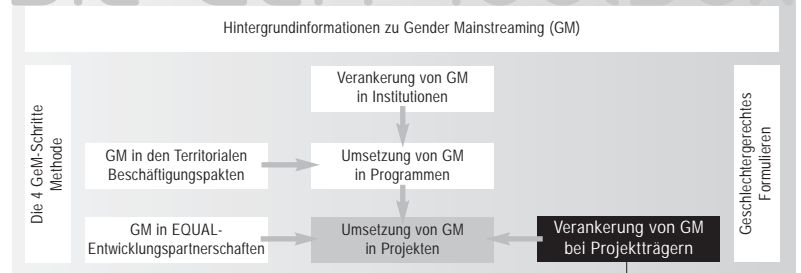 Hintergrundinformationen zu Gender Mainstreaming (GM)
Die 4 GeM-Schritte
Methode
Verankerung von GM
in Institutionen
GM in den Territorialen
Beschäftigungspakten
Umsetzung von GM
in Programmen
GM in EQUAL-
Entwicklungspartnerschaften
Umsetzung von GM
in Projekten
Verankerung von GM
bei Projektträgern
Geschlechtergerechtes
Formulieren